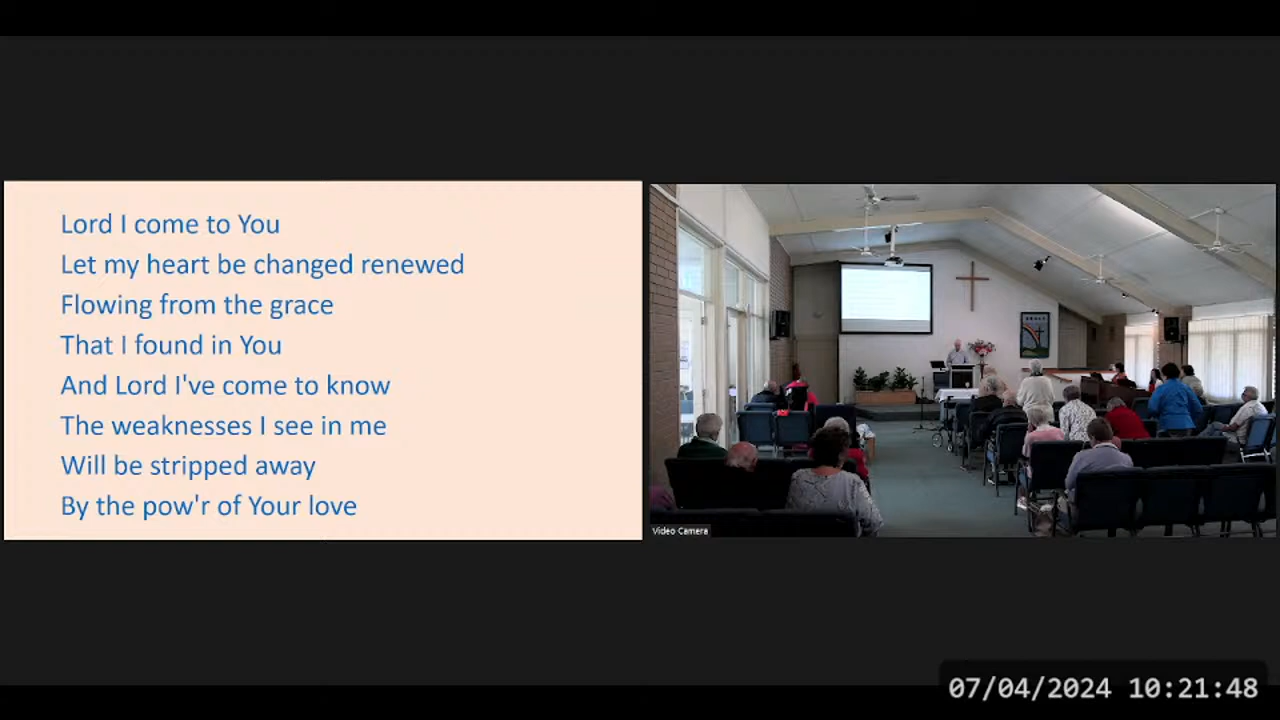 Lord I come to You
Let my heart be changed renewed
Flowing from the grace
That I found in You
And Lord I've come to know
The weaknesses I see in me
Will be stripped away
By the pow'r of Your love
Video Camera
07/04/2024 10:21:48